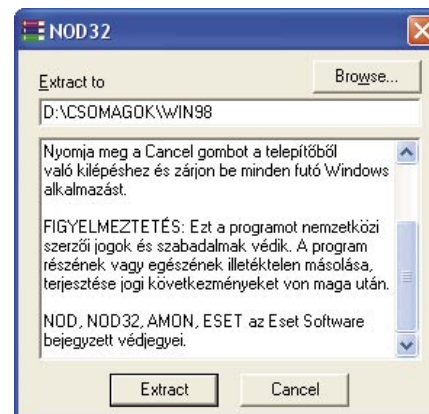 NOD32
Extract to
Browse...
D:\CSOMAGOK\WIN98
Nyomja meg a Cancel gombot a telepítőből
való kilépéshez és zárjon be minden futó Windows
alkalmazást.
FIGYELMEZTETÉS: Ezt a programot nemzetközi
szerzői jogok és szabadalmak védik. A program
részének vagy egészének illetéktelen másolása,
terjesztése jogi következményeket von maga után.
NOD, NOD32, AMON, ESET az Eset Software
bejegyzett védjegyei.
Extract
Cancel